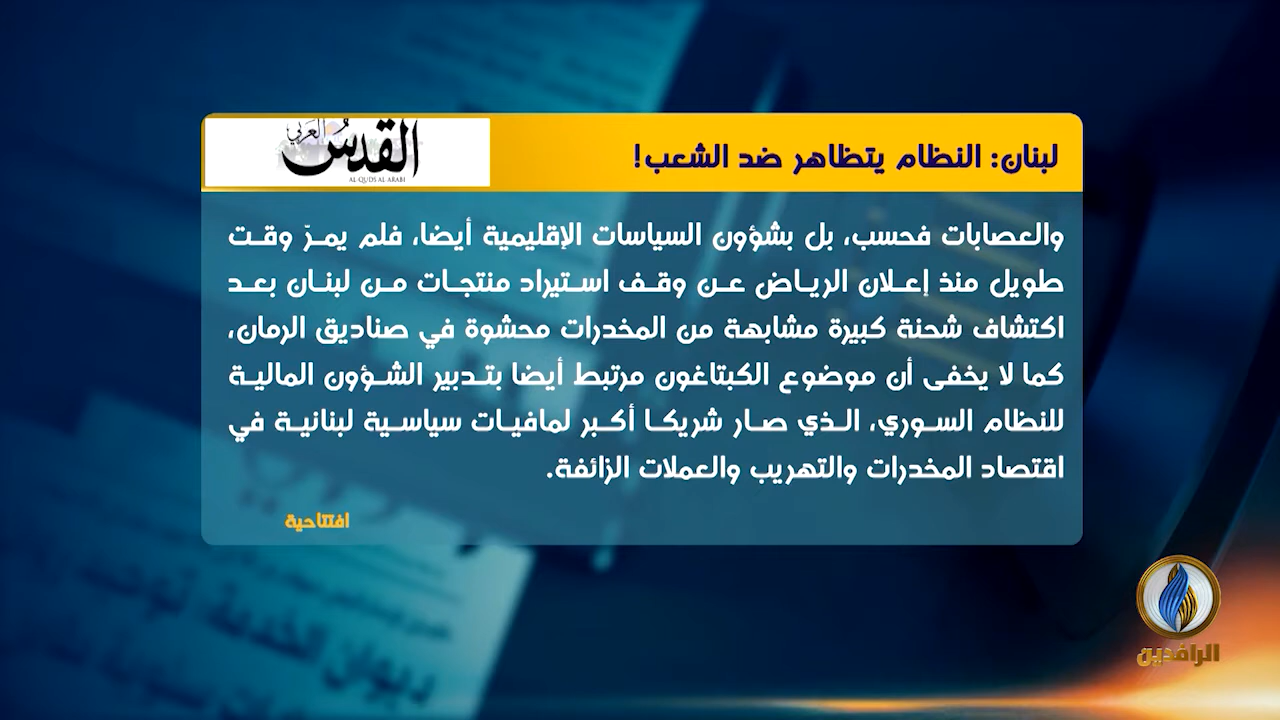 لبنان: النظام يتظاهر ضد الشعب!
القدس العربي
AL QUDS AL ARABI
والعصابات فحسب، بل بشؤون السياسات الإقليمية أيضا، فلم يمرّ وقت
طويل منذ إعلان الرياض عن وقف استيراد منتجات من لبنان بعد
اكتشاف شحنة كبيرة مشابهة من المخدرات محشوة في صناديق الرمان،
كما لا يخفى أن موضوع الكبتاغون مرتبط أيضا بتدبير الشؤون المالية
للنظام السوري، الذي صار شريكا أكبر لمافيات سياسية لبنانية في
اقتصاد المخدرات والتهريب والعملات الزائفة.
افتتاحية
الرافدين
ديوان الخدمة: